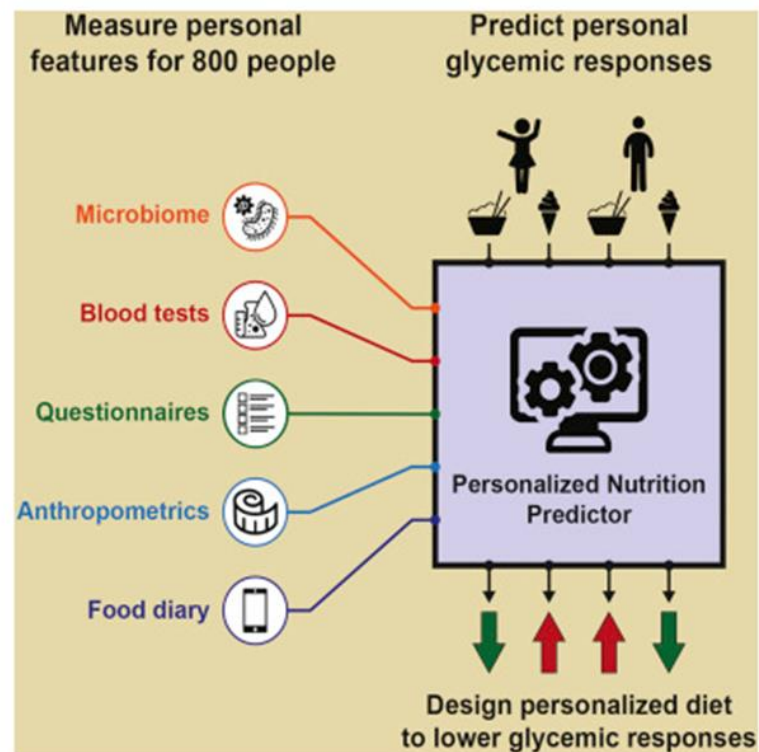 Measure personal
features for 800 people
Predict personal
glycemic responses
Microbiome
Blood tests
Questionnaires
Anthropometrics
Food diary
Personalized Nutrition
Predictor
Design personalized diet
to lower glycemic responses